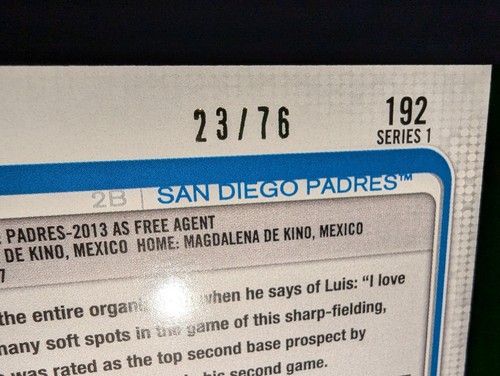 23/76
192
SERIES 1
2B | SAN DIEGO PADRES™
PADRES-2013 AS FREE AGENT
DE KINO, MEXICO HOME: MAGDALENA DE KINO, MEXICO
7
the entire when he says of Luis: “I love
many soft spots in the game of this sharp-fielding,
was rated as the top second base prospect by
his second game.